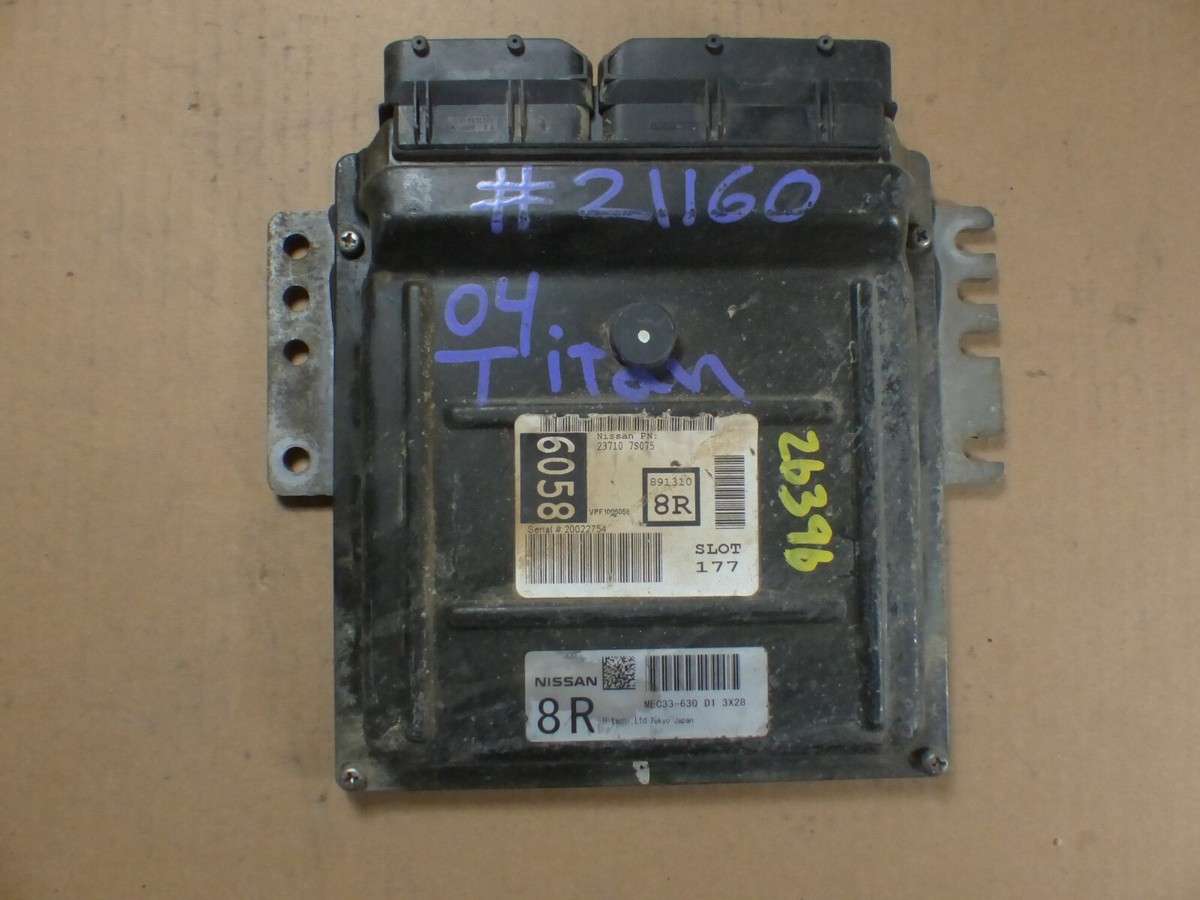 #21160
04
Titan
Nissan PN:
23710 7S075
6058
891310
8R
VPF1006058
Serial # 20022754
SLOT
177
26396
NISSAN
MEC33-630 D1 3X28
8R
Ltd Tokyo Japan